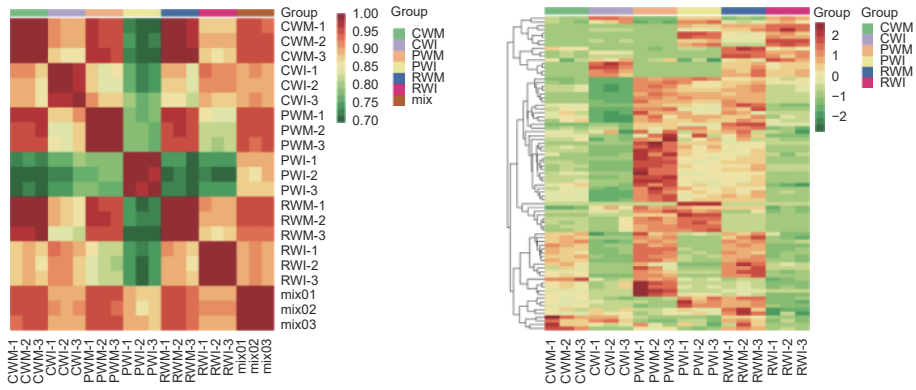 Group
CWM-1
CWM-2
CWM-3
CWI-1
CWI-2
CWI-3
PWM-1
PWM-2
PWM-3
PWI-1
PWI-2
PWI-3
RWM-1
RWM-2
RWM-3
RWI-1
RWI-2
RWI-3
mix01
mix02
mix03
CWM-1
CWM-2
CWM-3
CWI-1
CWI-2
CWI-3
PWM-1
PWM-2
PWM-3
PWI-1
PWI-2
PWI-3
RWM-1
RWM-2
RWM-3
RWI-1
RWI-2
RWI-3
mix01
mix02
mix03
1.00
0.95
0.90
0.85
0.80
0.75
0.70
Group
CWM
CWI
PWM
PWI
RWM
RWI
mix
CWM-1
CWM-2
CWM-3
CWI-1
CWI-2
CWI-3
PWM-1
PWM-2
PWM-3
PWI-1
PWI-2
PWI-3
RWM-1
RWM-2
RWM-3
RWI-1
RWI-2
RWI-3
Group
2
1
0
−1
−2
Group
CWM
CWI
PWM
PWI
RWM
RWI